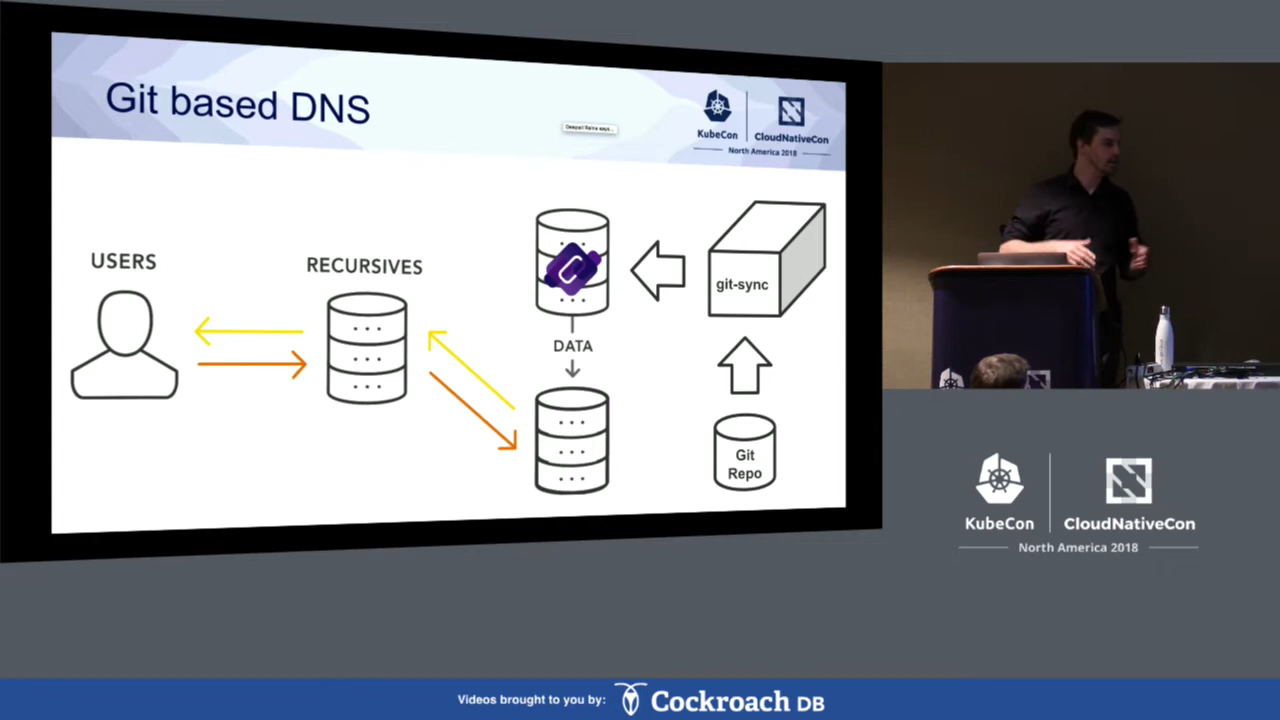 Git based DNS
KubeCon
CloudNativeCon
North America 2018
USERS
RECURSIVES
DATA
git-sync
Git
Repo
KubeCon
CloudNativeCon
North America 2018
Videos brought to you by:
Cockroach DB